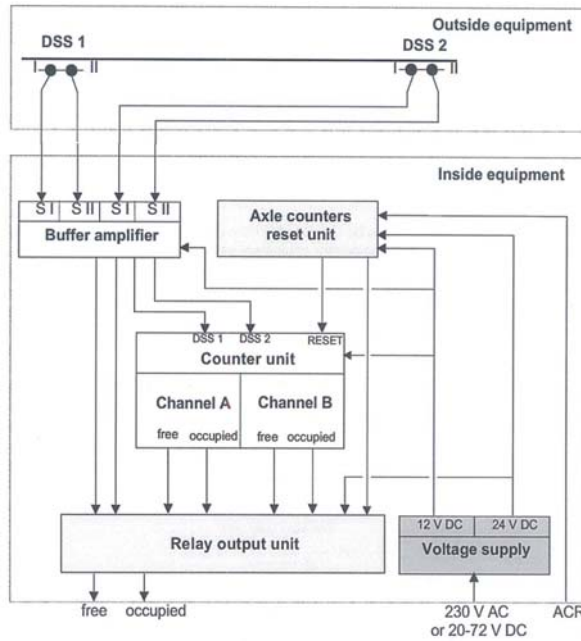 Outside equipment
DSS 1
DSS 2
I II
I II
Inside equipment
S I S II S I S II
Buffer amplifier
Axle counters
reset unit
DSS 1 DSS 2 RESET
Counter unit
Channel A Channel B
free occupied free occupied
12 V DC 24 V DC
Relay output unit
Voltage supply
free occupied
230 V AC
or 20-72 V DC
ACR